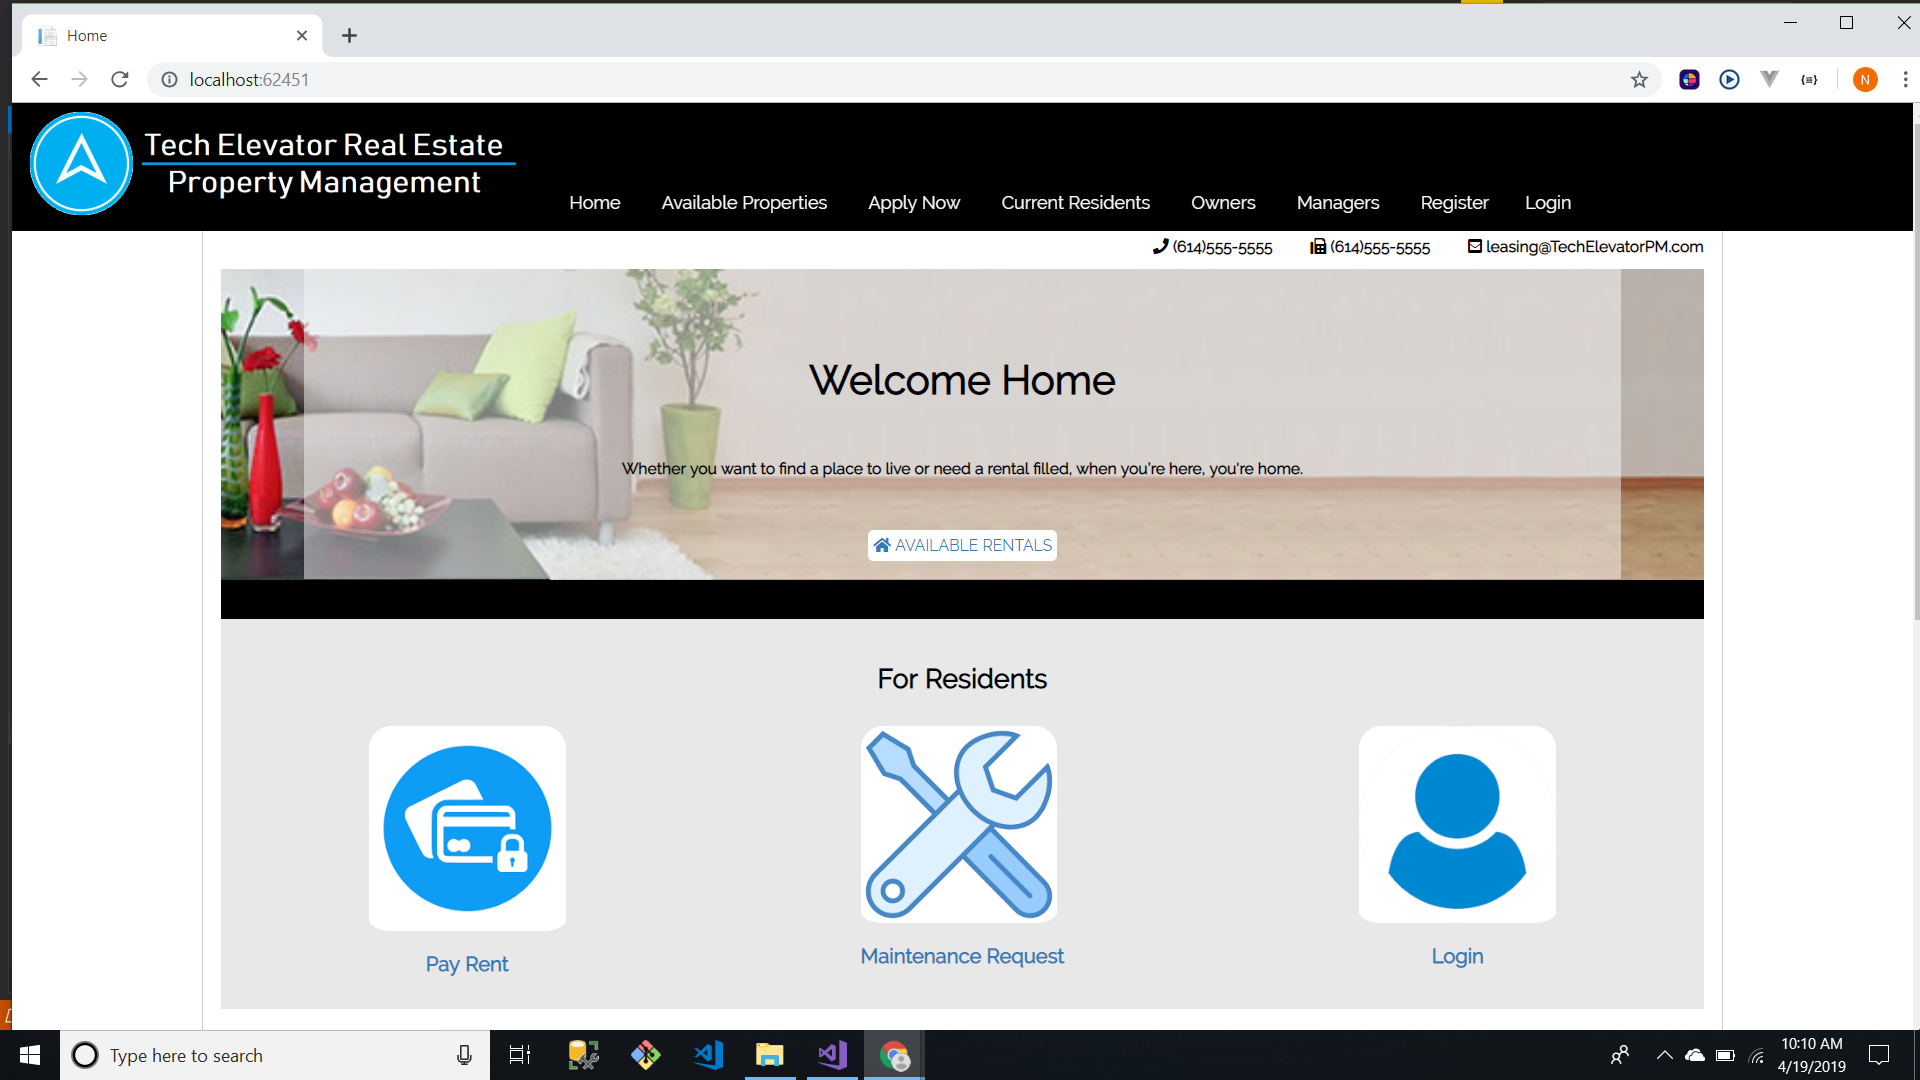 Home
localhost:62451
N
Tech Elevator Real Estate
Property Management
Home Available Properties Apply Now Current Residents Owners Managers Register Login
(614)555-5555 (614)555-5555 leasing@TechElevatorPM.com
Welcome Home
Whether you want to find a place to live or need a rental filled, when you're here, you're home.
AVAILABLE RENTALS
For Residents
Pay Rent
Maintenance Request
Login
Type here to search
10:10 AM
4/19/2019